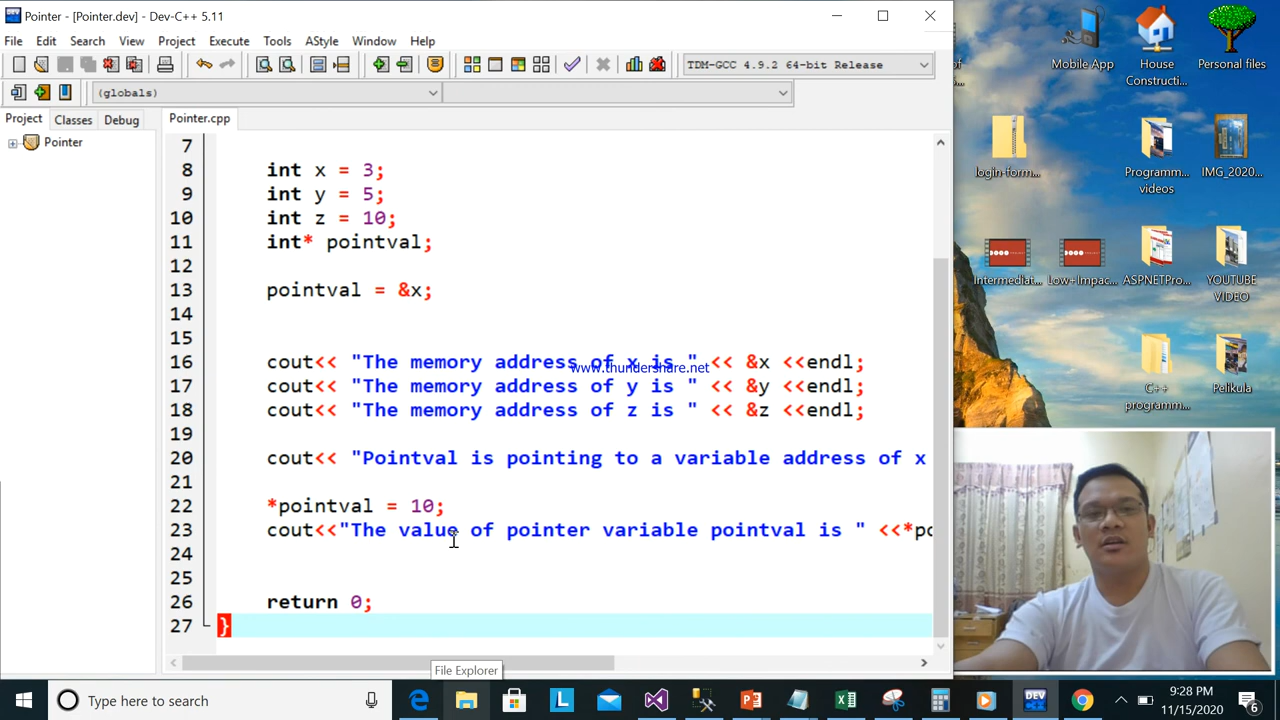 Pointer - [Pointer.dev] - Dev-C++ 5.11
File Edit Search View Project Execute Tools AStyle Window Help
TDM-GCC 4.9.2 64-bit Release
(globals)
Project Classes Debug
Pointer.cpp
Pointer
7
8 int x = 3;
9 int y = 5;
10 int z = 10;
11 int* pointval;
12
13 pointval = &x;
14
15
16 cout<< "The memory address of x is " << &x <<endl;
17 cout<< "The memory address of y is " << &y <<endl;
18 cout<< "The memory address of z is " << &z <<endl;
19
20 cout<< "Pointval is pointing to a variable address of x
21
22 *pointval = 10;
23 cout<<"The value of pointer variable pointval is " <<*po
24
25
26 return 0;
27 }
www.thundershare.net
File Explorer
of
s...
Mobile App
House
Constructi...
Personal files
login-form...
Programm...
videos
IMG_2020...
Intermediat...
Low+Impac...
ASPNETPro...
YOUTUBE
VIDEO
C++
programm...
Pelikula
DEV
Type here to search
L
DEV
9:28 PM
11/15/2020
6